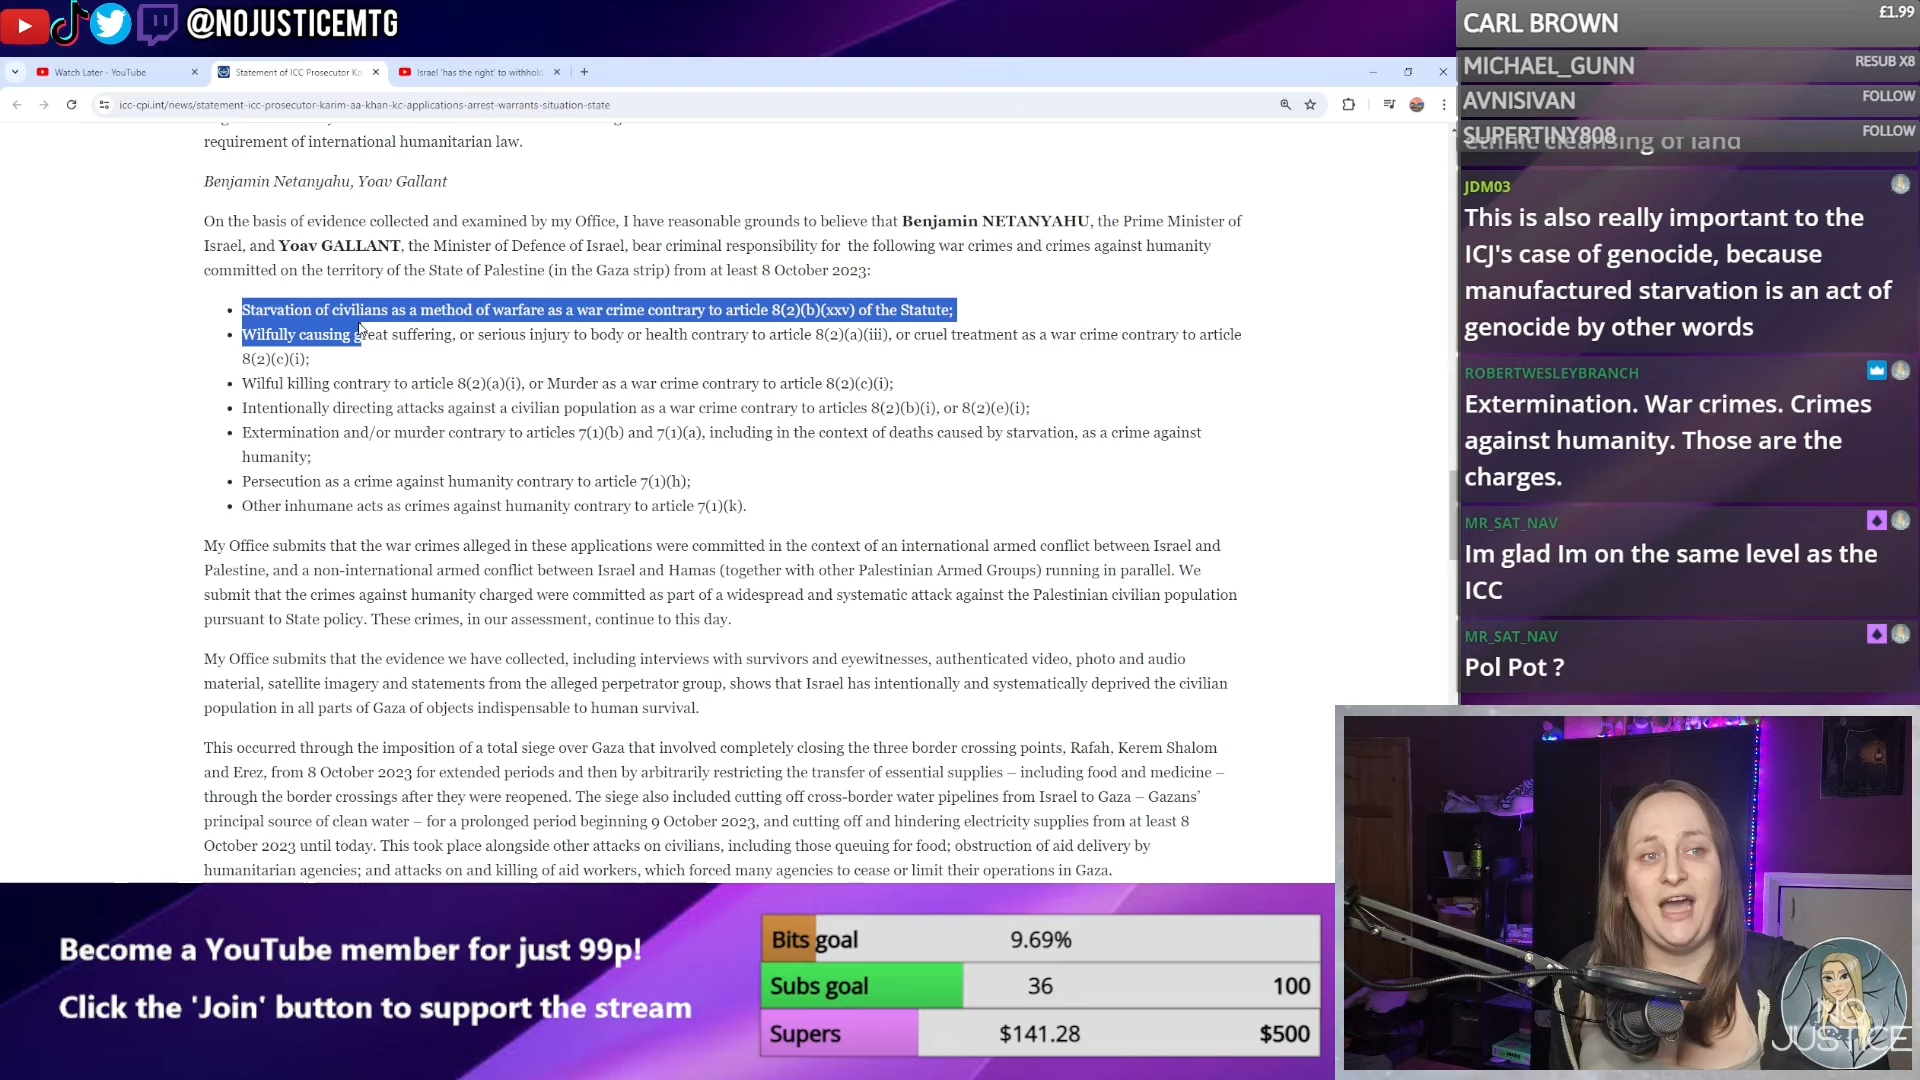 @NOJUSTICEMTG
Watch Later - YouTube
Statement of ICC Prosecutor Ka
Israel 'has the right' to withhold
icc-cpi.int/news/statement-icc-prosecutor-karim-aa-khan-kc-applications-arrest-warrants-situation-state
requirement of international humanitarian law.
Benjamin Netanyahu, Yoav Gallant
On the basis of evidence collected and examined by my Office, I have reasonable grounds to believe that Benjamin NETANYAHU, the Prime Minister of
Israel, and Yoav GALLANT, the Minister of Defence of Israel, bear criminal responsibility for the following war crimes and crimes against humanity
committed on the territory of the State of Palestine (in the Gaza strip) from at least 8 October 2023:
• Starvation of civilians as a method of warfare as a war crime contrary to article 8(2)(b)(xxv) of the Statute;
• Wilfully causing great suffering, or serious injury to body or health contrary to article 8(2)(a)(iii), or cruel treatment as a war crime contrary to article
8(2)(c)(i);
• Wilful killing contrary to article 8(2)(a)(i), or Murder as a war crime contrary to article 8(2)(c)(i);
• Intentionally directing attacks against a civilian population as a war crime contrary to articles 8(2)(b)(i), or 8(2)(e)(i);
• Extermination and/or murder contrary to articles 7(1)(b) and 7(1)(a), including in the context of deaths caused by starvation, as a crime against
humanity;
• Persecution as a crime against humanity contrary to article 7(1)(h);
• Other inhumane acts as crimes against humanity contrary to article 7(1)(k).
My Office submits that the war crimes alleged in these applications were committed in the context of an international armed conflict between Israel and
Palestine, and a non-international armed conflict between Israel and Hamas (together with other Palestinian Armed Groups) running in parallel. We
submit that the crimes against humanity charged were committed as part of a widespread and systematic attack against the Palestinian civilian population
pursuant to State policy. These crimes, in our assessment, continue to this day.
My Office submits that the evidence we have collected, including interviews with survivors and eyewitnesses, authenticated video, photo and audio
material, satellite imagery and statements from the alleged perpetrator group, shows that Israel has intentionally and systematically deprived the civilian
population in all parts of Gaza of objects indispensable to human survival.
This occurred through the imposition of a total siege over Gaza that involved completely closing the three border crossing points, Rafah, Kerem Shalom
and Erez, from 8 October 2023 for extended periods and then by arbitrarily restricting the transfer of essential supplies – including food and medicine –
through the border crossings after they were reopened. The siege also included cutting off cross-border water pipelines from Israel to Gaza – Gazans’
principal source of clean water – for a prolonged period beginning 9 October 2023, and cutting off and hindering electricity supplies from at least 8
October 2023 until today. This took place alongside other attacks on civilians, including those queuing for food; obstruction of aid delivery by
humanitarian agencies; and attacks on and killing of aid workers, which forced many agencies to cease or limit their operations in Gaza.
CARL BROWN £1.99
MICHAEL_GUNN RESUB X8
AVNISIVAN FOLLOW
SUPERTINY808 FOLLOW
ethnic cleansing of land
JDM03
This is also really important to the
ICJ's case of genocide, because
manufactured starvation is an act of
genocide by other words
ROBERTWESLEYBRANCH
Extermination. War crimes. Crimes
against humanity. Those are the
charges.
MR_SAT_NAV
Im glad Im on the same level as the
ICC
MR_SAT_NAV
Pol Pot ?
Become a YouTube member for just 99p!
Click the 'Join' button to support the stream
Bits goal 9.69%
Subs goal 36 100
Supers $141.28 $500
NO
JUSTICE